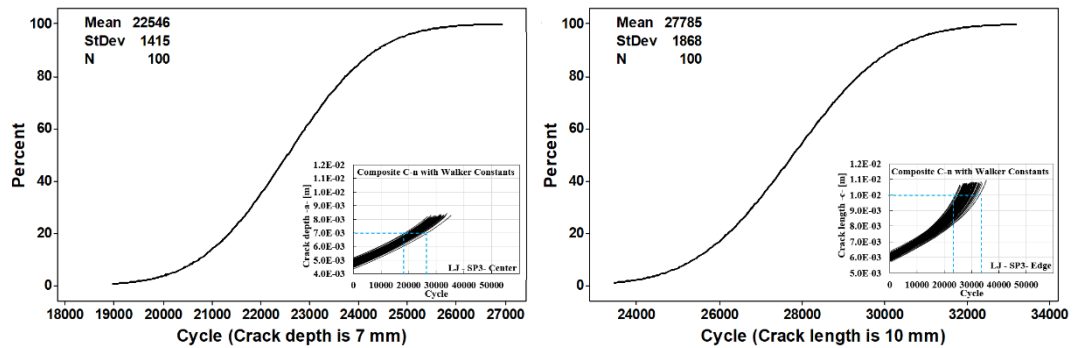 Mean 22546
StDev 1415
N 100
Percent
100
80
60
40
20
0
18000 19000 20000 21000 22000 23000 24000 25000 26000 27000
Cycle (Crack depth is 7 mm)
Composite C-n with Walker Constants
Crack depth -a- [m]
1.2E-02
1.1E-02
1.0E-02
9.0E-03
8.0E-03
7.0E-03
6.0E-03
5.0E-03
4.0E-03
LJ - SP3- Center
0 10000 20000 30000 40000 50000
Cycle
Mean 27785
StDev 1868
N 100
Percent
100
80
60
40
20
0
24000 26000 28000 30000 32000 34000
Cycle (Crack length is 10 mm)
Composite C-n with Walker Constants
Crack length -c- [m]
1.2E-02
1.1E-02
1.0E-02
9.0E-03
8.0E-03
7.0E-03
6.0E-03
5.0E-03
LJ - SP3- Edge
0 10000 20000 30000 40000 50000
Cycle